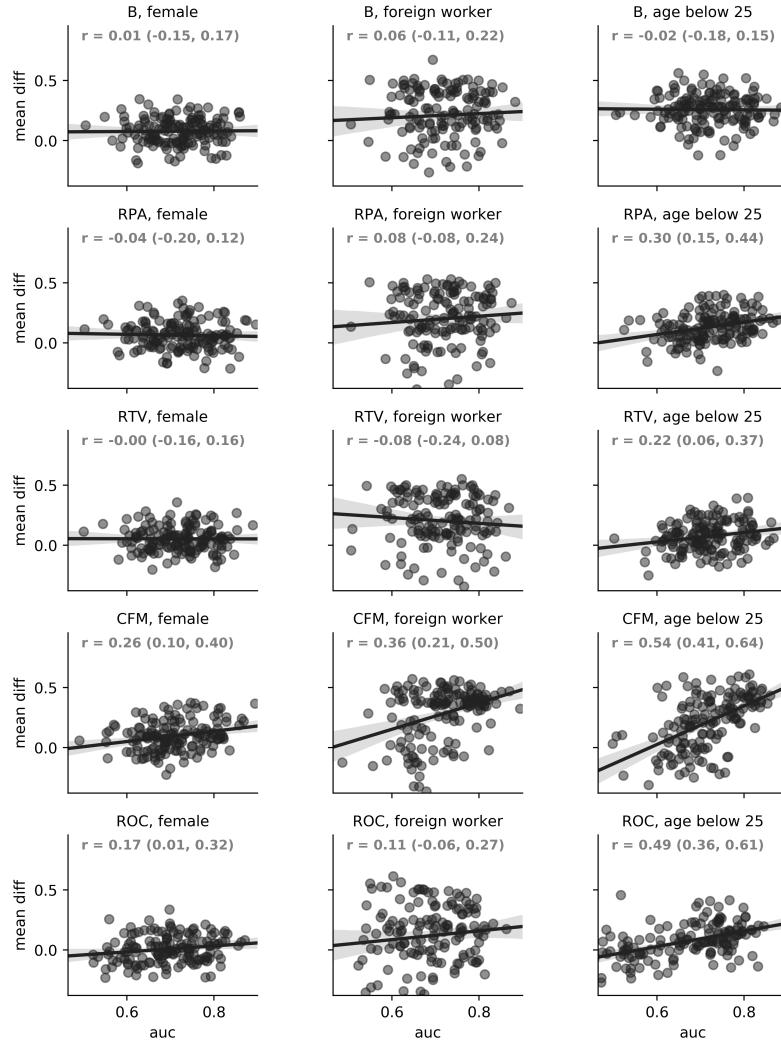 B, female
B, foreign worker
B, age below 25
r = 0.01 (-0.15, 0.17)
r = 0.06 (-0.11, 0.22)
r = -0.02 (-0.18, 0.15)
mean diff
0.5
0.0
RPA, female
RPA, foreign worker
RPA, age below 25
r = -0.04 (-0.20, 0.12)
r = 0.08 (-0.08, 0.24)
r = 0.30 (0.15, 0.44)
mean diff
0.5
0.0
RTV, female
RTV, foreign worker
RTV, age below 25
r = -0.00 (-0.16, 0.16)
r = -0.08 (-0.24, 0.08)
r = 0.22 (0.06, 0.37)
mean diff
0.5
0.0
CFM, female
CFM, foreign worker
CFM, age below 25
r = 0.26 (0.10, 0.40)
r = 0.36 (0.21, 0.50)
r = 0.54 (0.41, 0.64)
mean diff
0.5
0.0
ROC, female
ROC, foreign worker
ROC, age below 25
r = 0.17 (0.01, 0.32)
r = 0.11 (-0.06, 0.27)
r = 0.49 (0.36, 0.61)
mean diff
0.5
0.0
0.6 0.8
0.6 0.8
0.6 0.8
auc
auc
auc